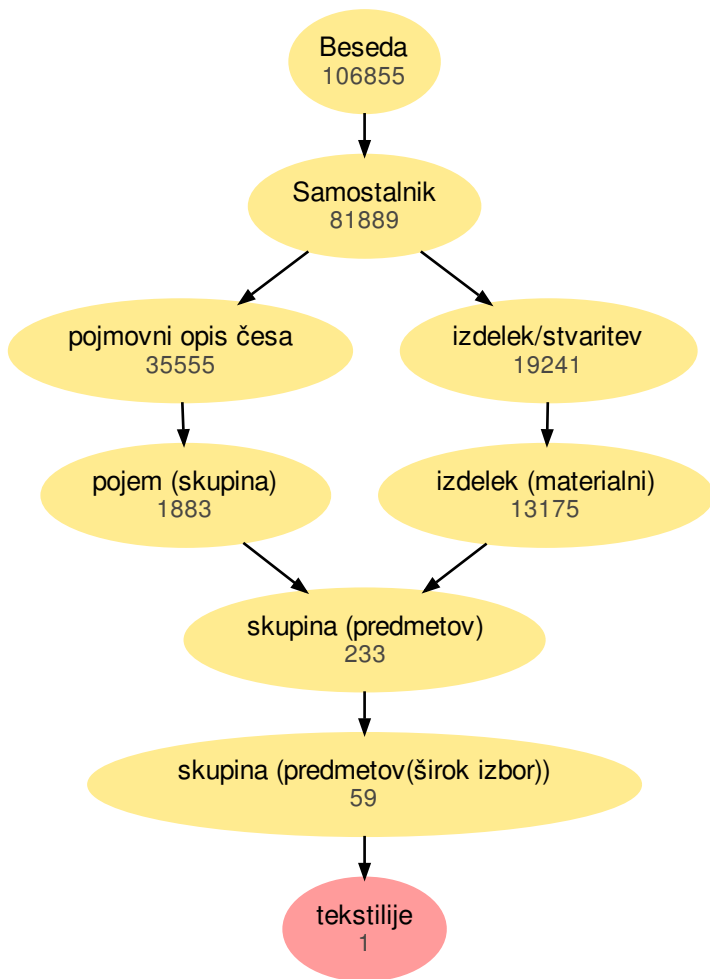 Beseda
106855
Samostalnik
81889
pojmovni opis česa
35555
izdelek/stvaritev
19241
pojem (skupina)
1883
izdelek (materialni)
13175
skupina (predmetov)
233
skupina (predmetov(širok izbor))
59
tekstilije
1